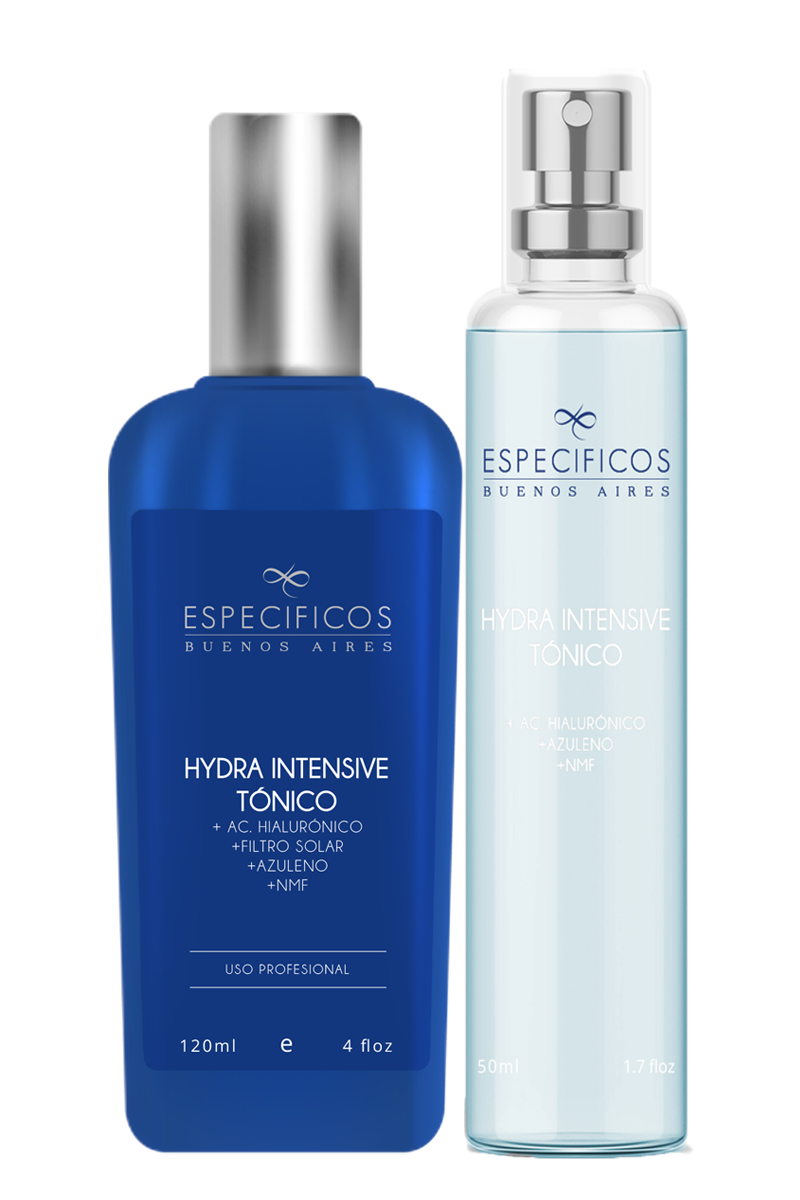 ESPECIFICOS
BUENOS AIRES
HYDRA INTENSIVE
TÓNICO
+ AC. HIALURÓNICO
+FILTRO SOLAR
+AZULENO
+NMF
USO PROFESIONAL
120ml e 4 floz
ESPECIFICOS
BUENOS AIRES
HYDRA INTENSIVE
TÓNICO
+ AC. HIALURÓNICO
+AZULENO
+NMF
50ml 1.7 floz